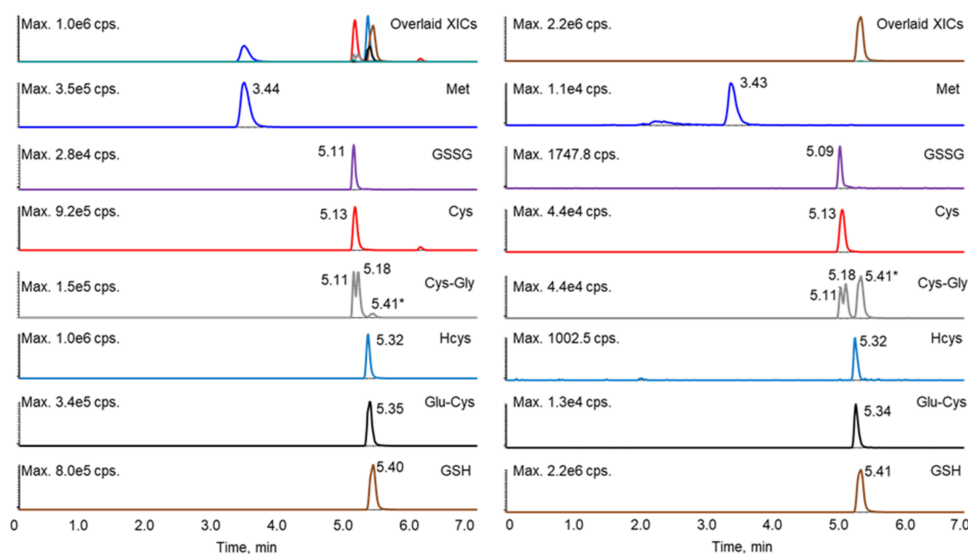 Max. 1.0e6 cps. Overlaid XICs
Max. 3.5e5 cps. 3.44 Met
Max. 2.8e4 cps. 5.11 GSSG
Max. 9.2e5 cps. 5.13 Cys
Max. 1.5e5 cps. 5.11 5.18 5.41* Cys-Gly
Max. 1.0e6 cps. 5.32 Hcys
Max. 3.4e5 cps. 5.35 Glu-Cys
Max. 8.0e5 cps. 5.40 GSH
0 1.0 2.0 3.0 4.0 5.0 6.0 7.0
Time, min
Max. 2.2e6 cps. Overlaid XICs
Max. 1.1e4 cps. 3.43 Met
Max. 1747.8 cps. 5.09 GSSG
Max. 4.4e4 cps. 5.13 Cys
Max. 4.4e4 cps. 5.11 5.18 5.41* Cys-Gly
Max. 1002.5 cps. 5.32 Hcys
Max. 1.3e4 cps. 5.34 Glu-Cys
Max. 2.2e6 cps. 5.41 GSH
0 1.0 2.0 3.0 4.0 5.0 6.0 7.0
Time, min